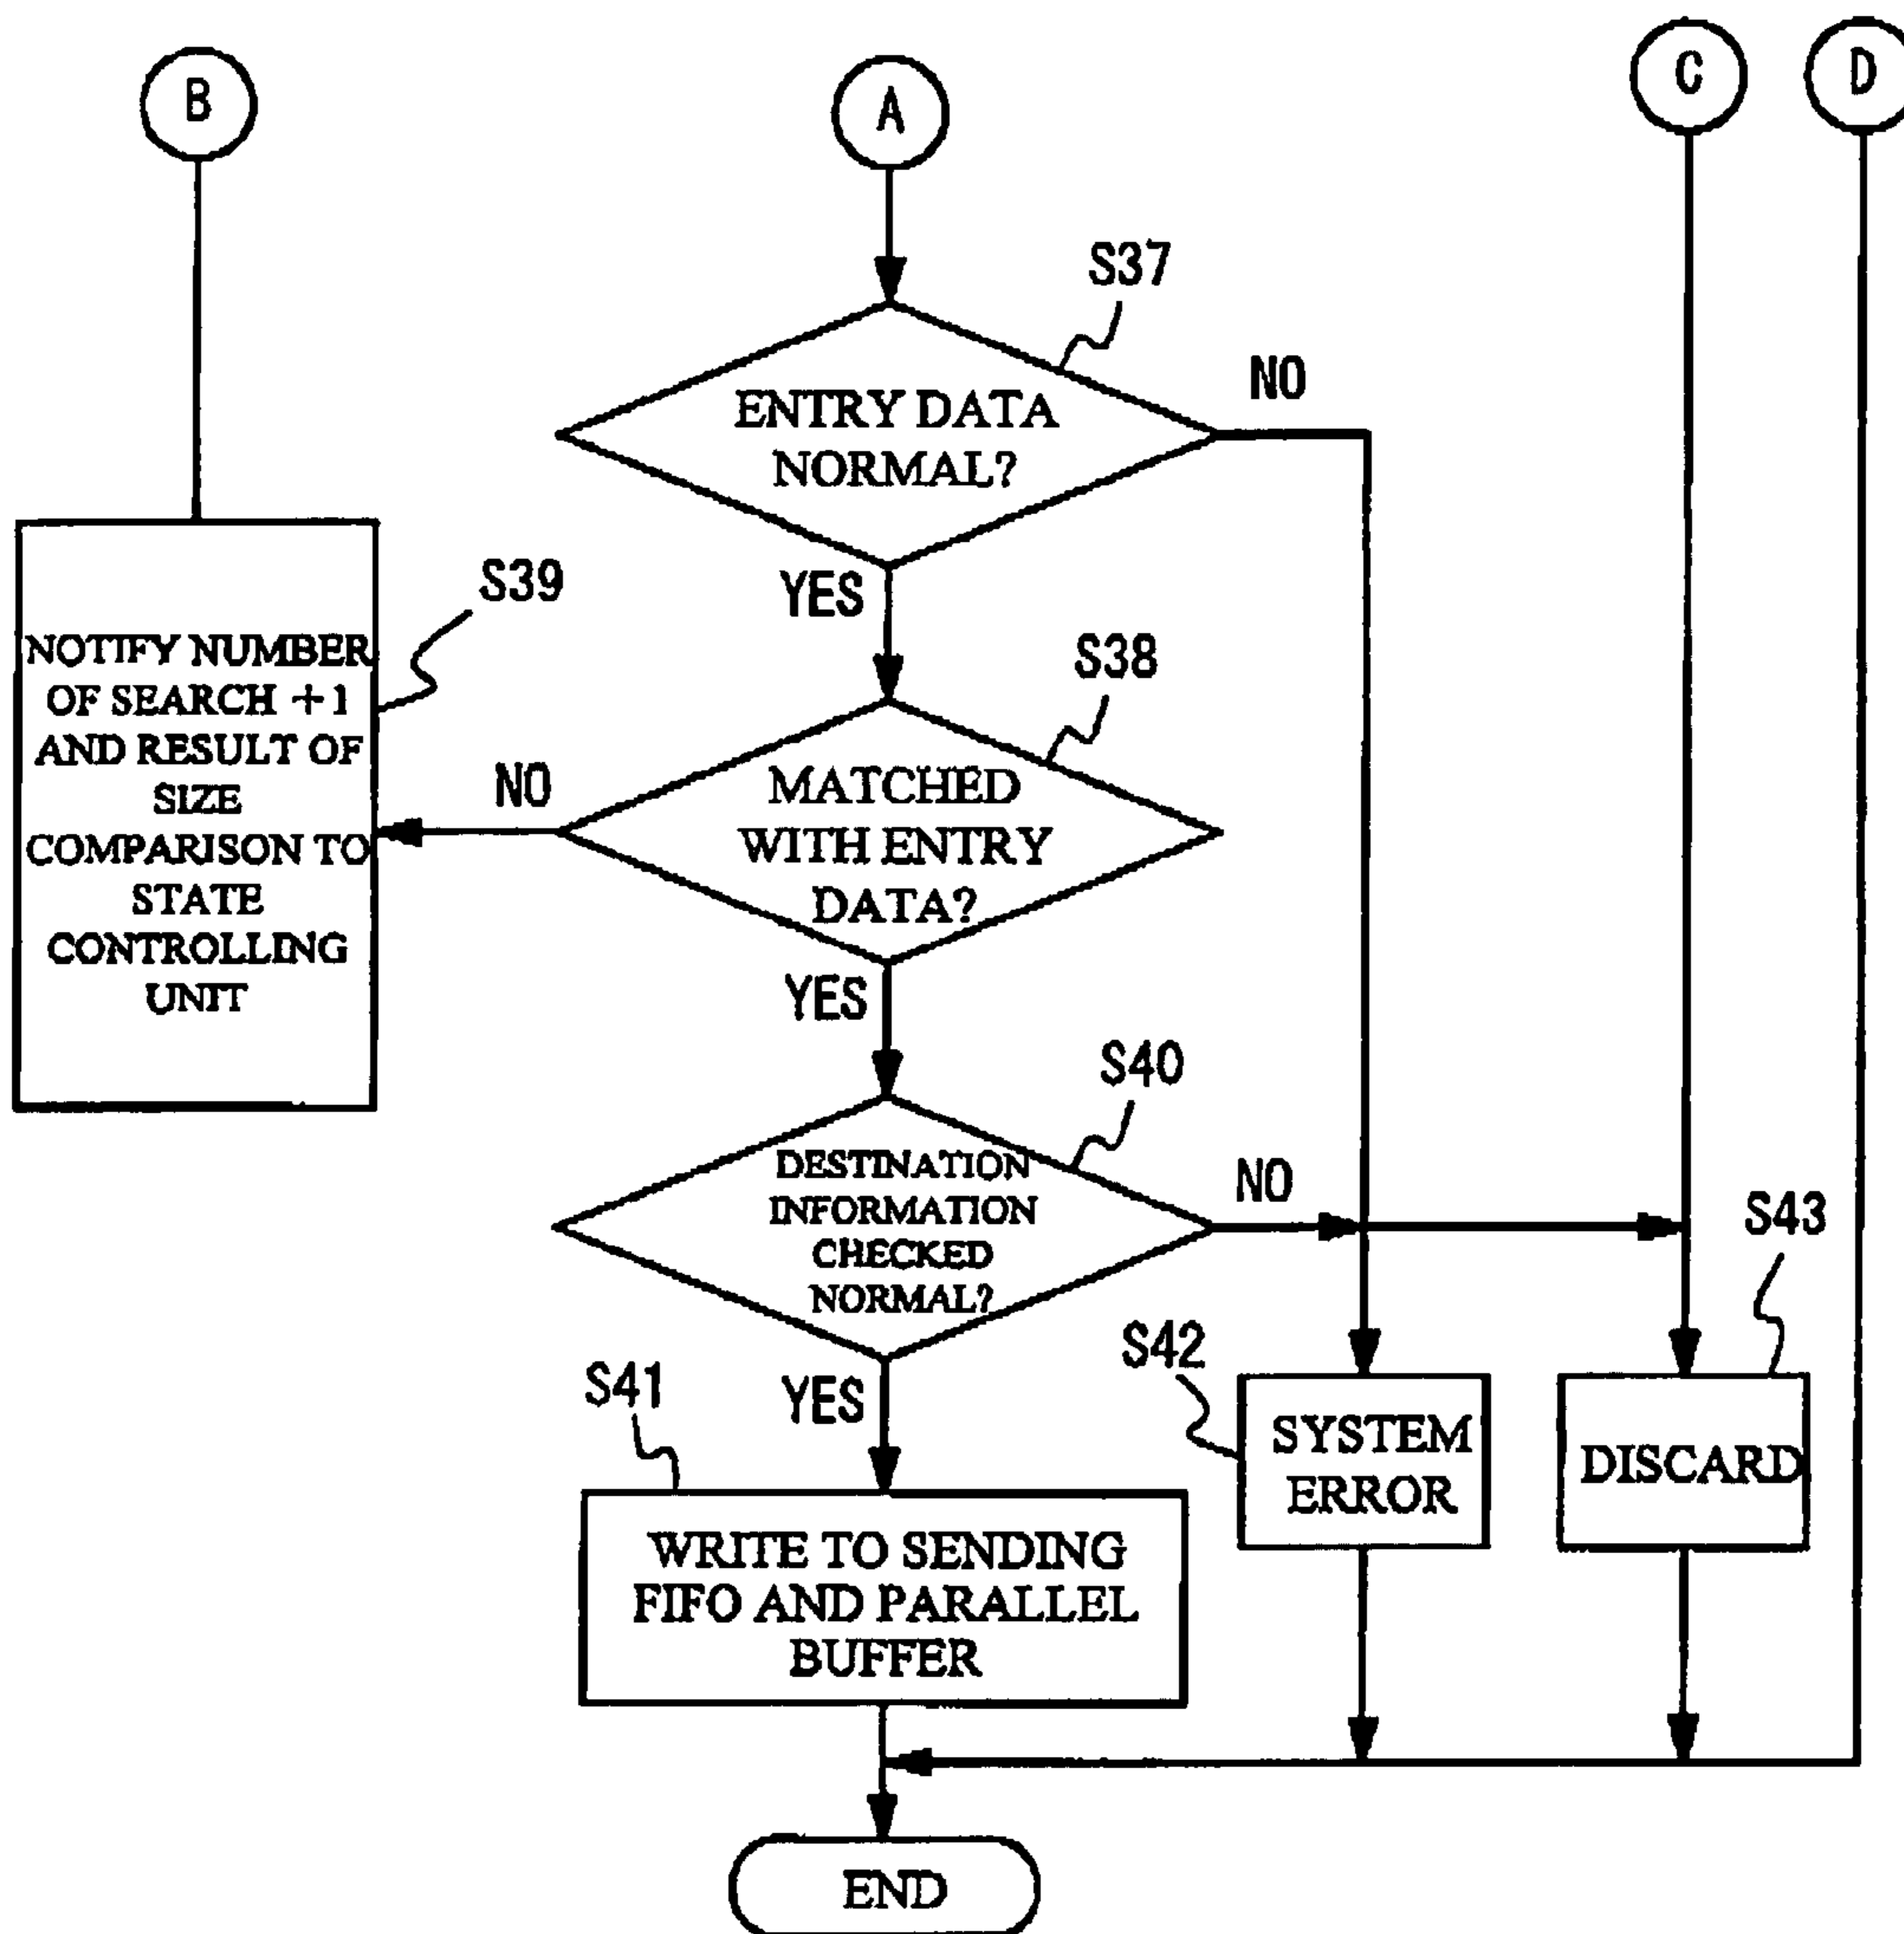 B
A
C
D
S37
ENTRY DATA
NORMAL?
NO
YES
S39
NOTIFY NUMBER
OF SEARCH +1
AND RESULT OF
SIZE
COMPARISON TO
STATE
CONTROLLING
UNIT
S38
MATCHED
WITH ENTRY
DATA?
NO
YES
S40
DESTINATION
INFORMATION
CHECKED
NORMAL?
NO
YES
S41
WRITE TO SENDING
FIFO AND PARALLEL
BUFFER
S42
SYSTEM
ERROR
S43
DISCARD
END